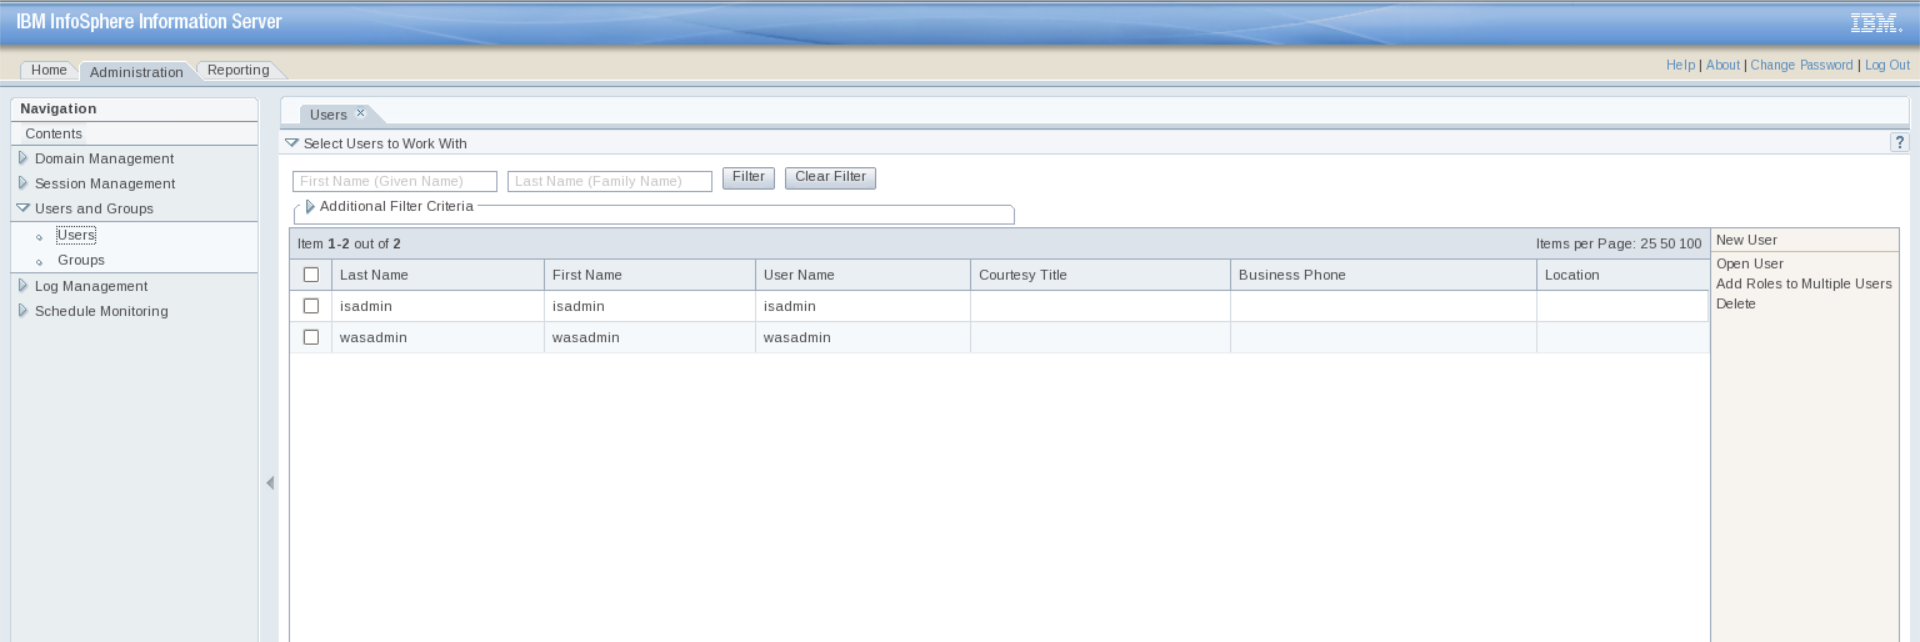 IBM InfoSphere Information Server
IBM.
Home Administration Reporting
Help | About | Change Password | Log Out
Navigation
Contents
Domain Management
Session Management
Users and Groups
Users
Groups
Log Management
Schedule Monitoring
Users
Select Users to Work With
?
First Name (Given Name) Last Name (Family Name) Filter Clear Filter
Additional Filter Criteria
Item 1-2 out of 2 Items per Page: 25 50 100
Last Name First Name User Name Courtesy Title Business Phone Location
isadmin isadmin isadmin
wasadmin wasadmin wasadmin
New User
Open User
Add Roles to Multiple Users
Delete